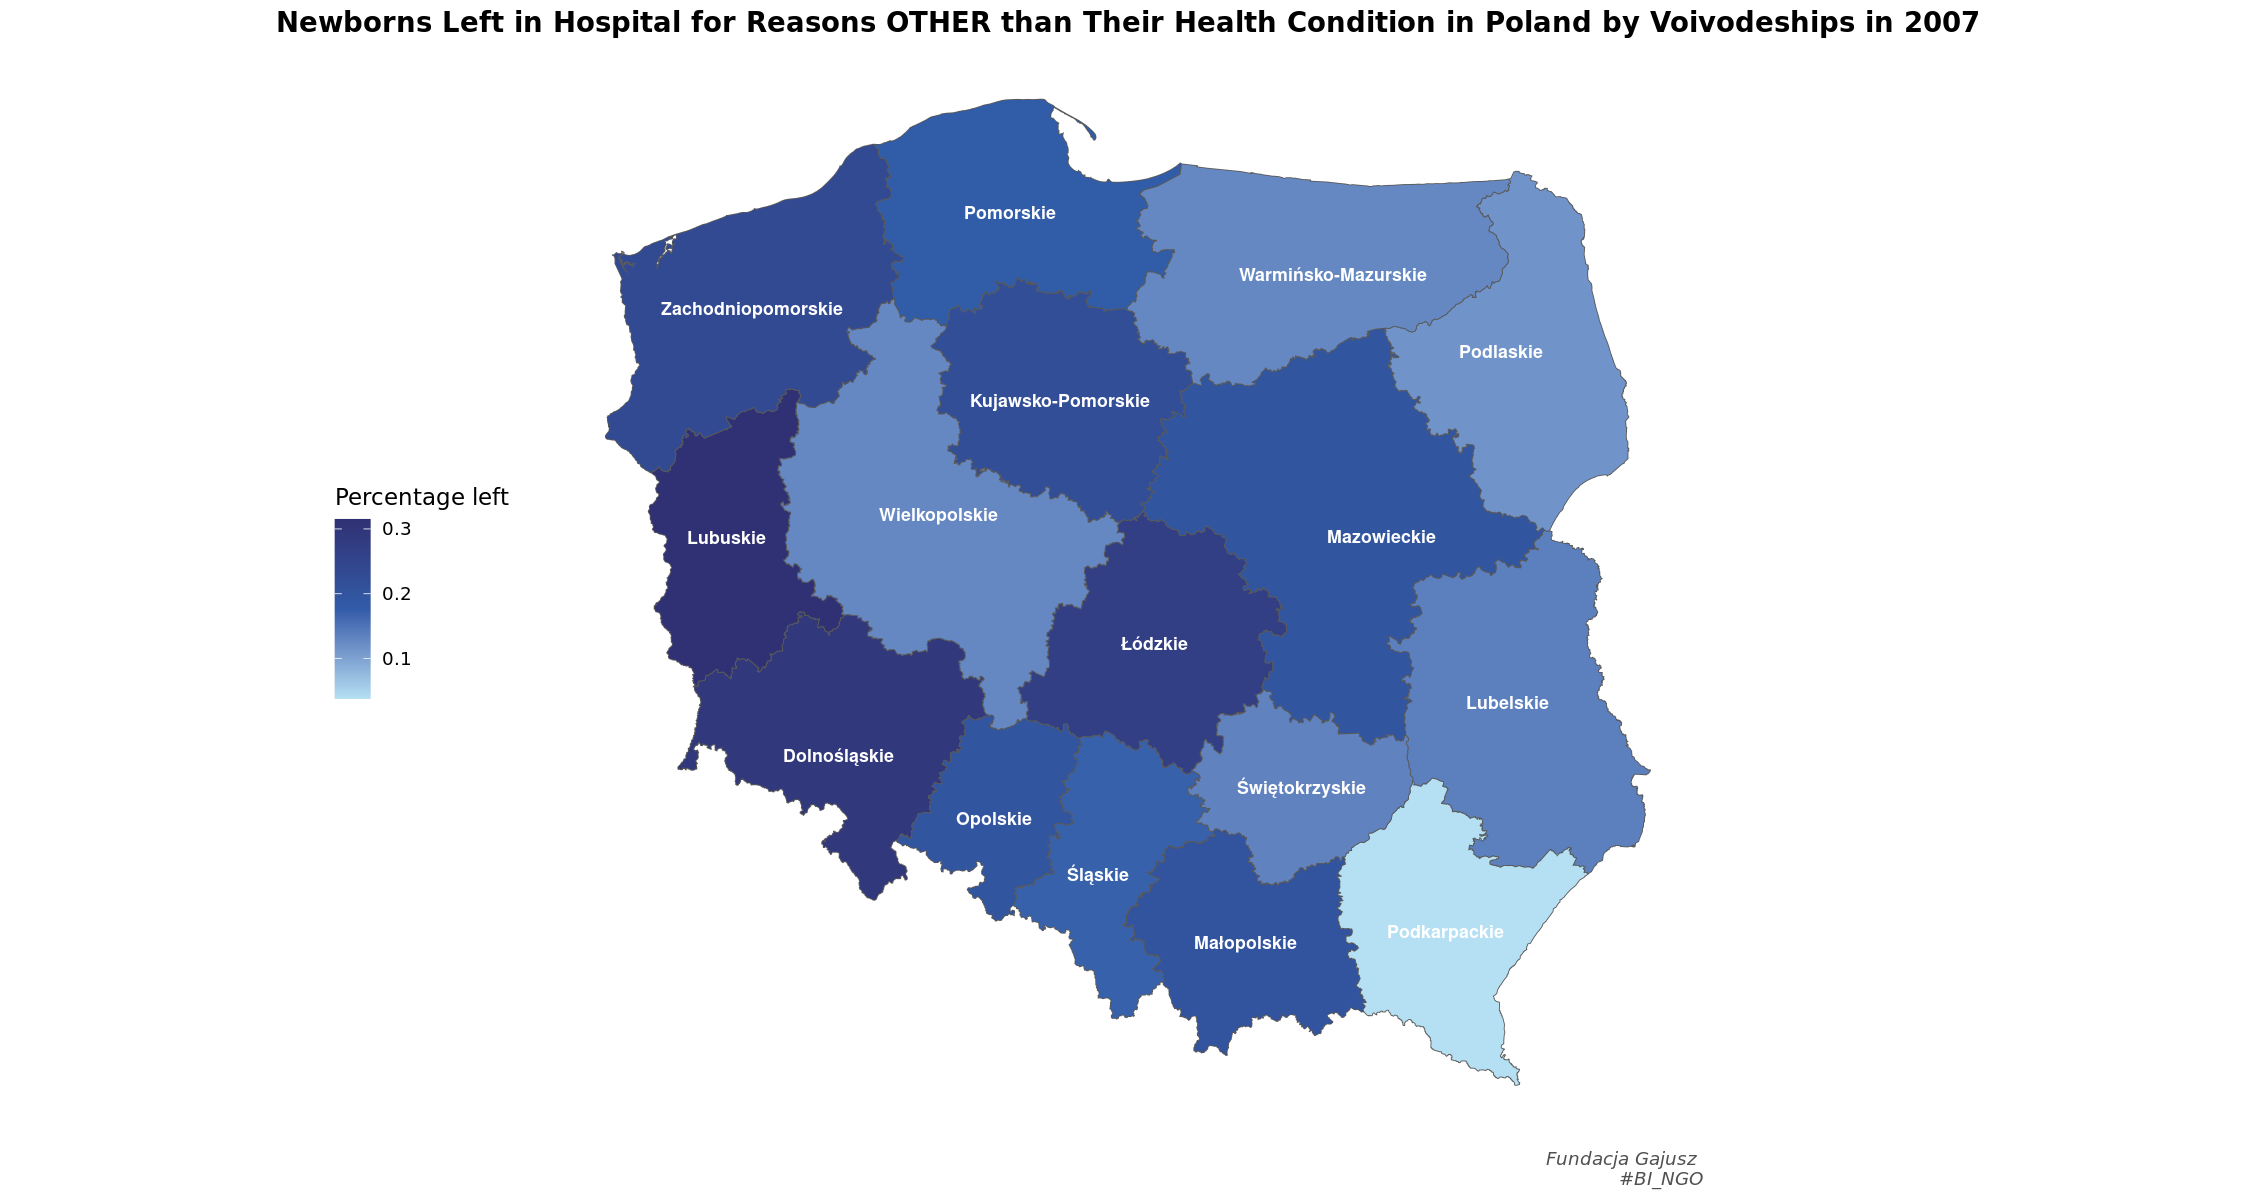 Newborns Left in Hospital for Reasons OTHER than Their Health Condition in Poland by Voivodeships in 2007
Pomorskie
Warmińsko-Mazurskie
Zachodniopomorskie
Podlaskie
Kujawsko-Pomorskie
Percentage left
0.3
0.2
0.1
Wielkopolskie
Lubuskie
Mazowieckie
Łódzkie
Lubelskie
Dolnośląskie
Świętokrzyskie
Opolskie
Śląskie
Podkarpackie
Małopolskie
Fundacja Gajusz
#BI_NGO